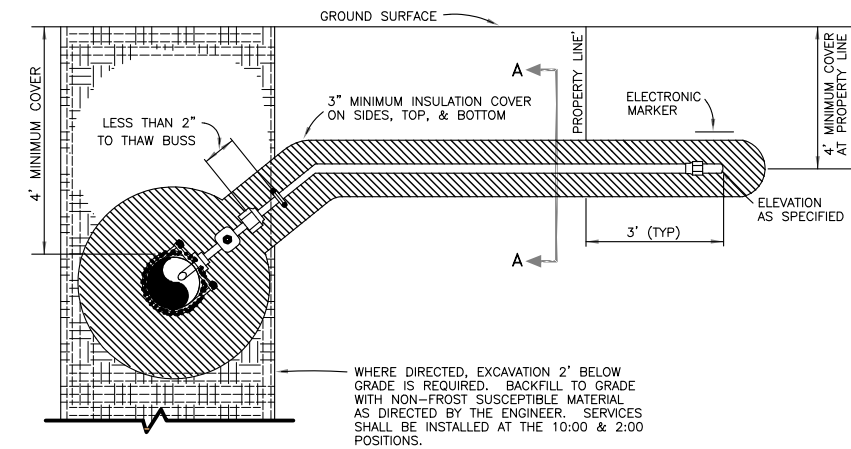 GROUND SURFACE
4' MINIMUM COVER
LESS THAN 2"
TO THAW BUSS
3" MINIMUM INSULATION COVER
ON SIDES, TOP, & BOTTOM
A
A
PROPERTY LINE'
ELECTRONIC
MARKER
4' MINIMUM COVER
AT PROPERTY LINE
ELEVATION
AS SPECIFIED
3' (TYP)
WHERE DIRECTED, EXCAVATION 2' BELOW
GRADE IS REQUIRED. BACKFILL TO GRADE
WITH NON-FROST SUSCEPTIBLE MATERIAL
AS DIRECTED BY THE ENGINEER. SERVICES
SHALL BE INSTALLED AT THE 10:00 & 2:00
POSITIONS.